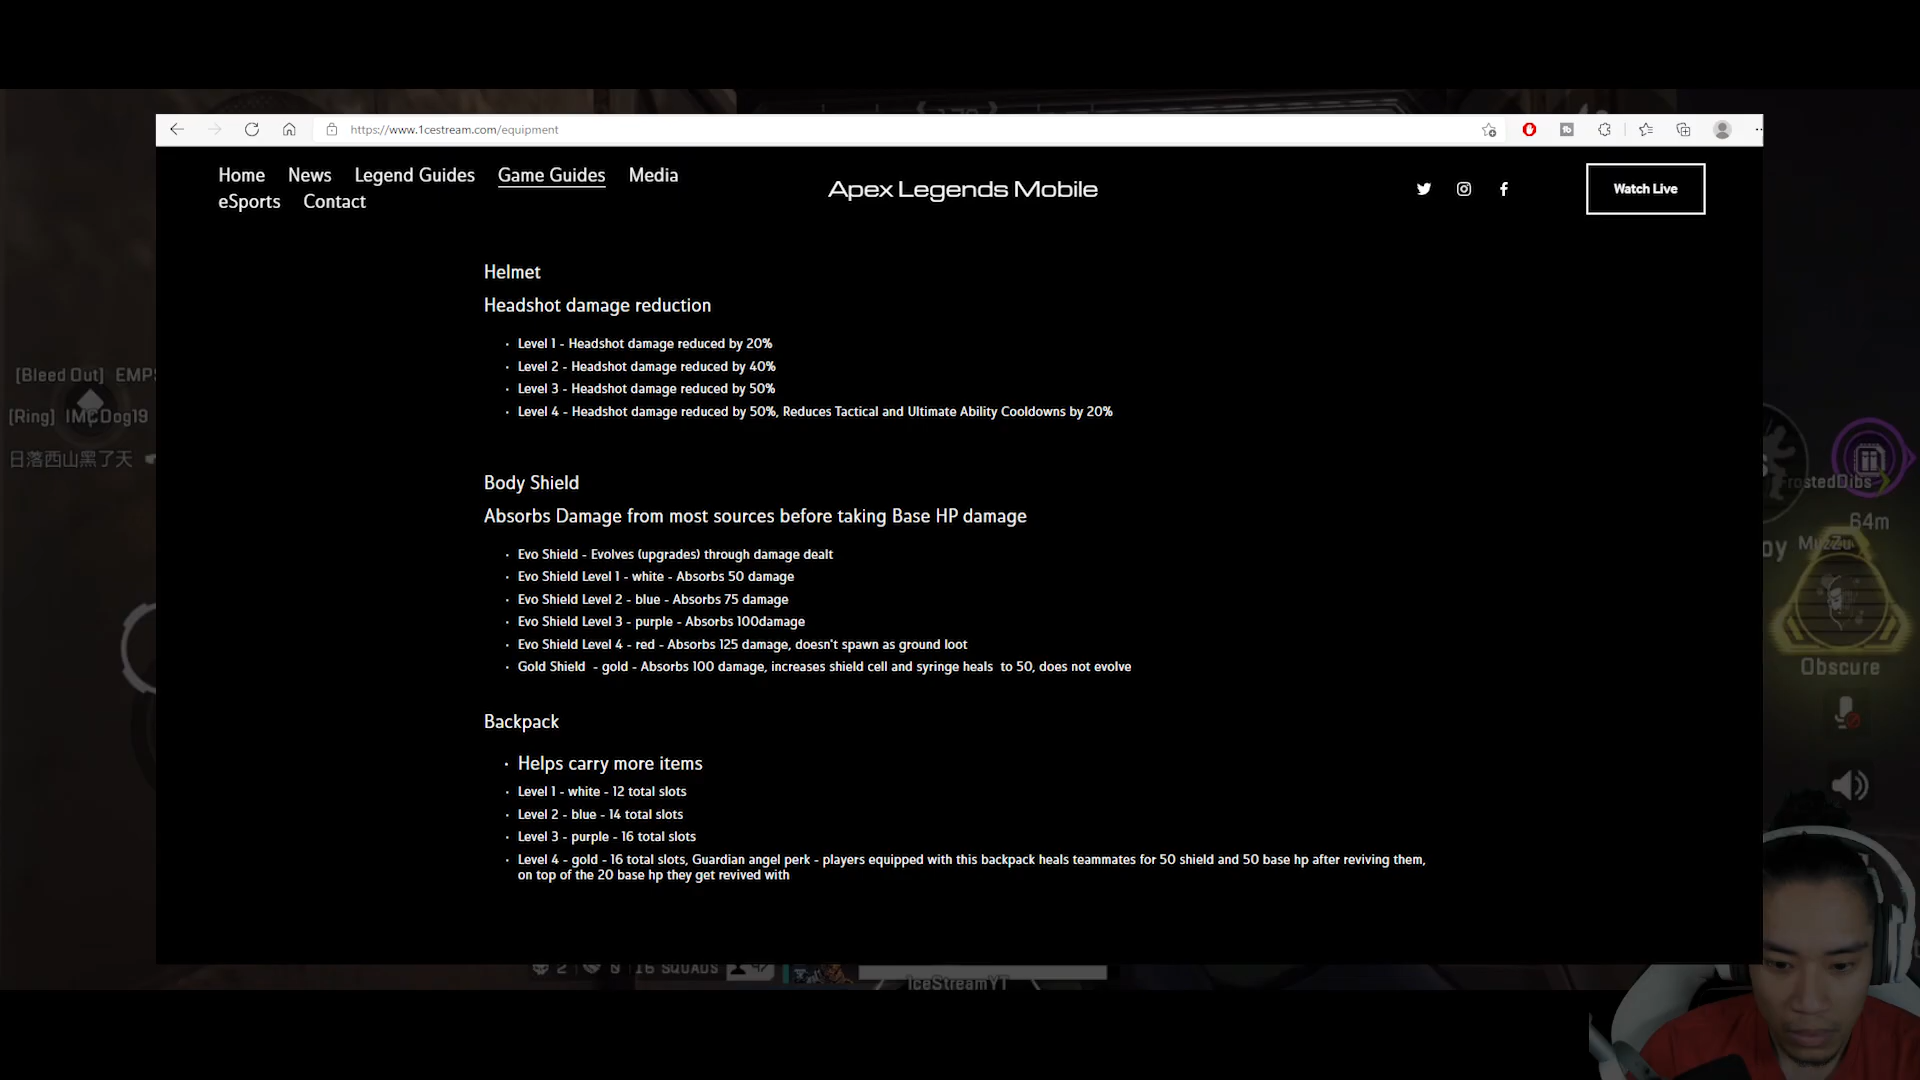 https://www.1cestream.com/equipment
Home News Legend Guides Game Guides Media
eSports Contact
Apex Legends Mobile
Watch Live
Helmet
Headshot damage reduction
· Level 1 - Headshot damage reduced by 20%
· Level 2 - Headshot damage reduced by 40%
· Level 3 - Headshot damage reduced by 50%
· Level 4 - Headshot damage reduced by 50%, Reduces Tactical and Ultimate Ability Cooldowns by 20%
[Bleed Out] EMP
[Ring] IMC Dog19
日落西山黑了天
Body Shield
Absorbs Damage from most sources before taking Base HP damage
· Evo Shield - Evolves (upgrades) through damage dealt
· Evo Shield Level 1 - white - Absorbs 50 damage
· Evo Shield Level 2 - blue - Absorbs 75 damage
· Evo Shield Level 3 - purple - Absorbs 100damage
· Evo Shield Level 4 - red - Absorbs 125 damage, doesn't spawn as ground loot
· Gold Shield - gold - Absorbs 100 damage, increases shield cell and syringe heals to 50, does not evolve
Backpack
· Helps carry more items
· Level 1 - white - 12 total slots
· Level 2 - blue - 14 total slots
· Level 3 - purple - 16 total slots
· Level 4 - gold - 16 total slots, Guardian angel perk - players equipped with this backpack heals teammates for 50 shield and 50 base hp after reviving them,
on top of the 20 base hp they get revived with
rostedDibs
64m
MuzZu
Obscure
2 0 16 SQUADS
IceStreamYT